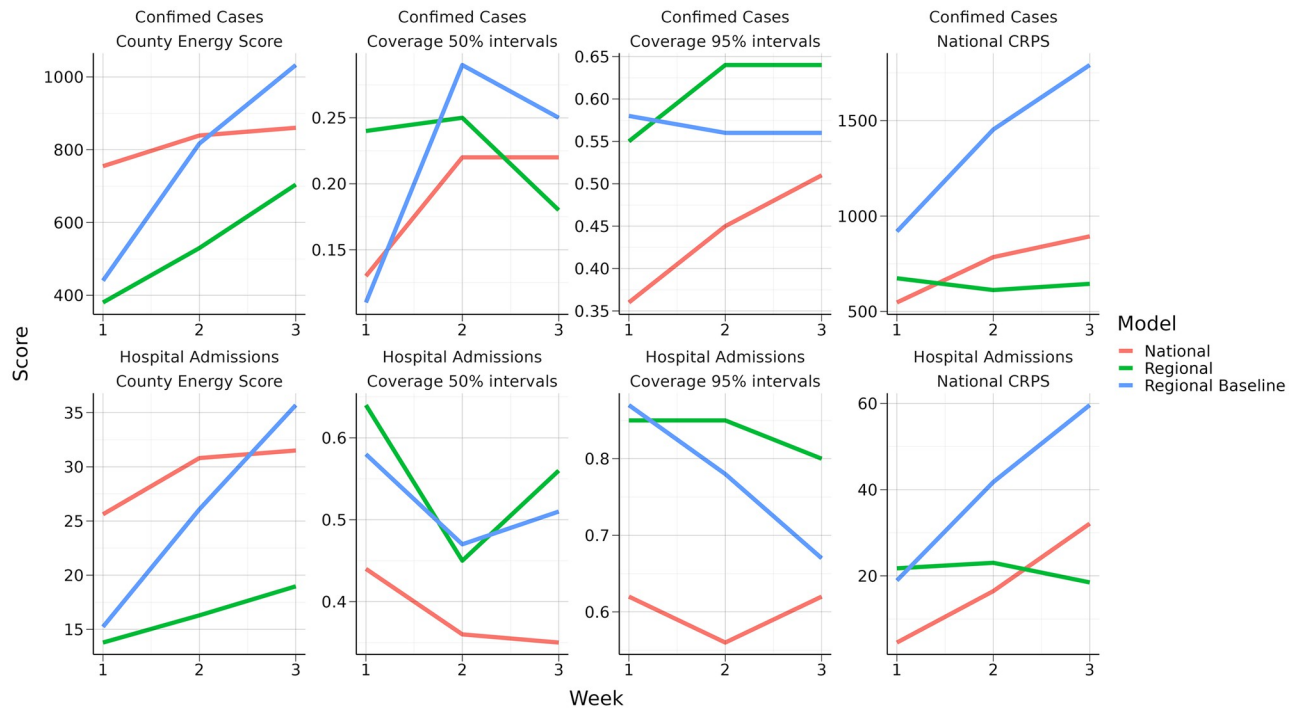 Confimed Cases
County Energy Score
Confimed Cases
Coverage 50% intervals
Confimed Cases
Coverage 95% intervals
Confimed Cases
National CRPS
1000
800
600
400
1 2 3
0.25
0.20
0.15
1 2 3
0.65
0.60
0.55
0.50
0.45
0.40
0.35
1 2 3
1500
1000
500
1 2 3
Hospital Admissions
County Energy Score
Hospital Admissions
Coverage 50% intervals
Hospital Admissions
Coverage 95% intervals
Hospital Admissions
National CRPS
35
30
25
20
15
1 2 3
0.6
0.5
0.4
1 2 3
0.8
0.7
0.6
1 2 3
60
40
20
1 2 3
Score
Week
Model
National
Regional
Regional Baseline